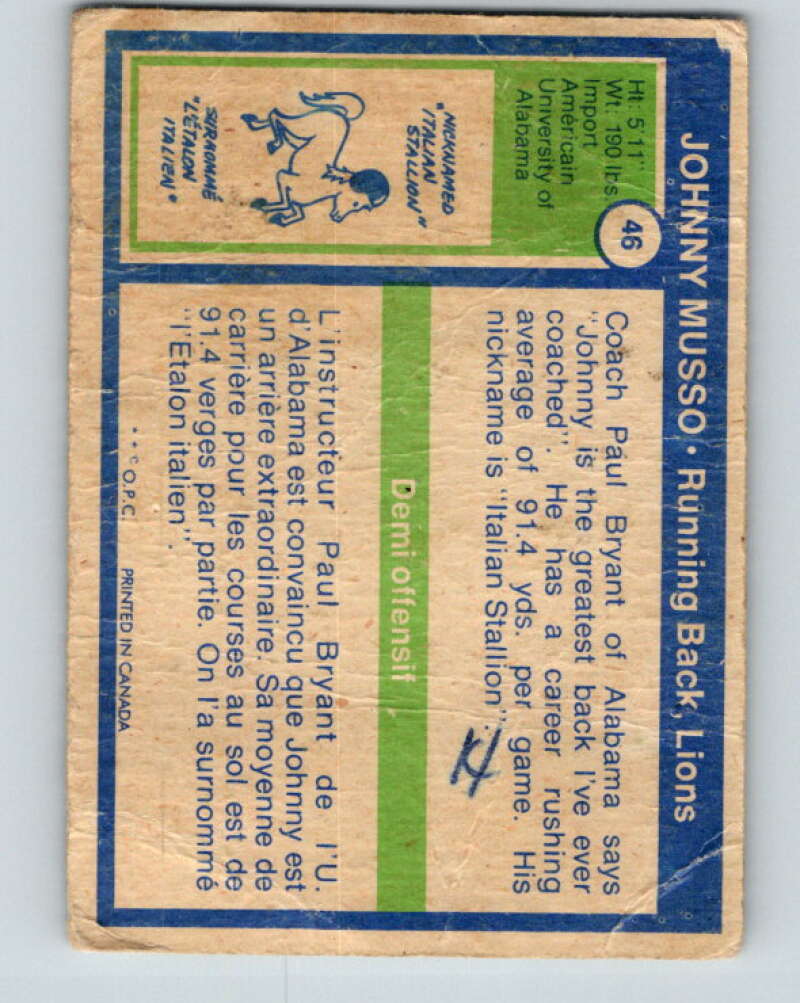 JOHNNY MUSSO • Running Back, Lions
46
Ht: 5'11"
Wt: 190 lbs
Import
Américain
University of
Alabama
"NICKNAMED
ITALIAN
STALLION"
SURNOMMÉ
"L'ÉTALON
ITALIEN"
Coach Paul Bryant of Alabama says
"Johnny is the greatest back I've ever
coached". He has a career rushing
average of 91.4 yds. per game. His
nickname is "Italian Stallion".
Demi offensif
L'instructeur Paul Bryant de l'U.
d'Alabama est convaincu que Johnny est
un arrière extraordinaire. Sa moyenne de
carrière pour les courses au sol est de
91.4 verges par partie. On l'a surnommé
"l'Etalon italien".
* * © O.P.C. PRINTED IN CANADA